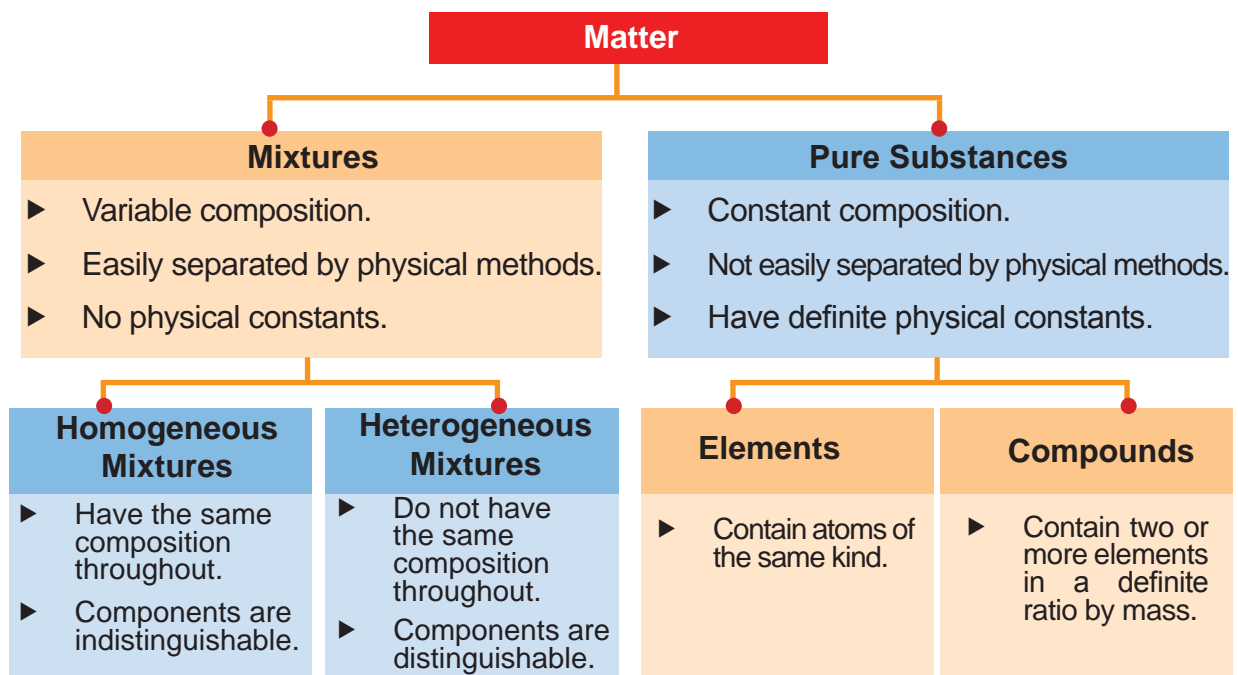 Matter
Mixtures
▶ Variable composition.
▶ Easily separated by physical methods.
▶ No physical constants.
Pure Substances
▶ Constant composition.
▶ Not easily separated by physical methods.
▶ Have definite physical constants.
Homogeneous
Mixtures
▶ Have the same
composition
throughout.
▶ Components are
indistinguishable.
Heterogeneous
Mixtures
▶ Do not have
the same
composition
throughout.
▶ Components are
distinguishable.
Elements
▶ Contain atoms of
the same kind.
Compounds
▶ Contain two or
more elements
in a definite
ratio by mass.